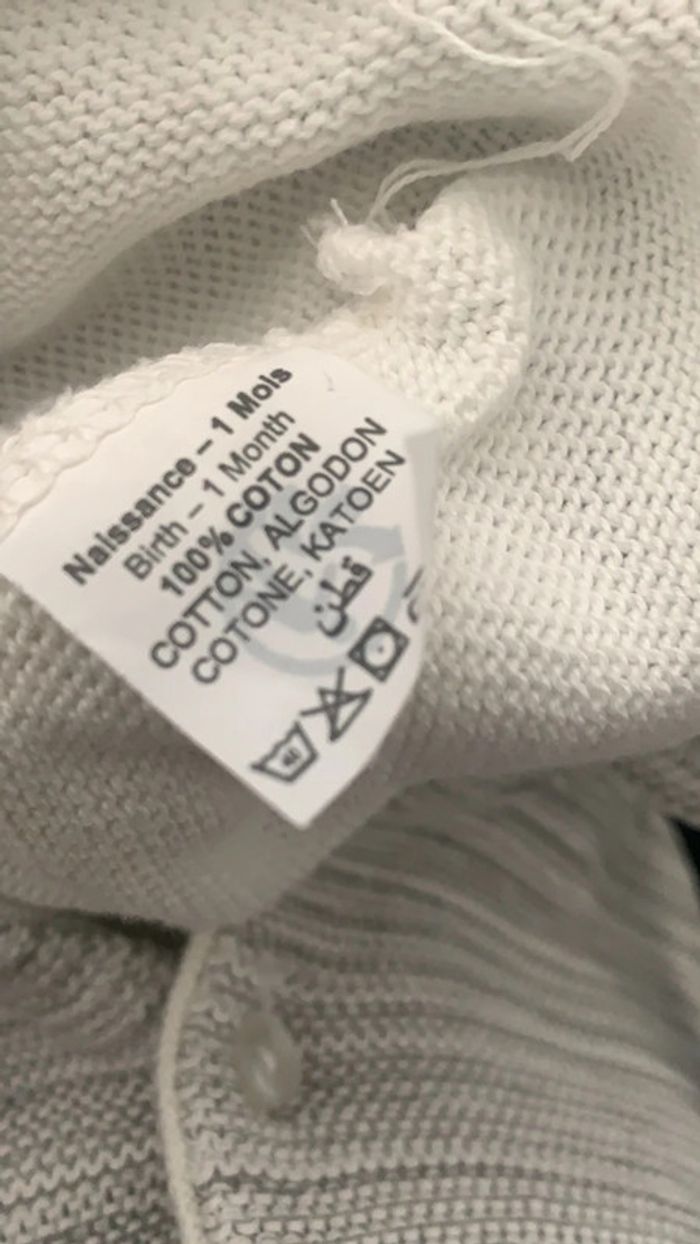 Naissance – 1 Mois
Birth – 1 Month
100% COTON
COTTON, ALGODON
COTONE, KATOEN
قطن